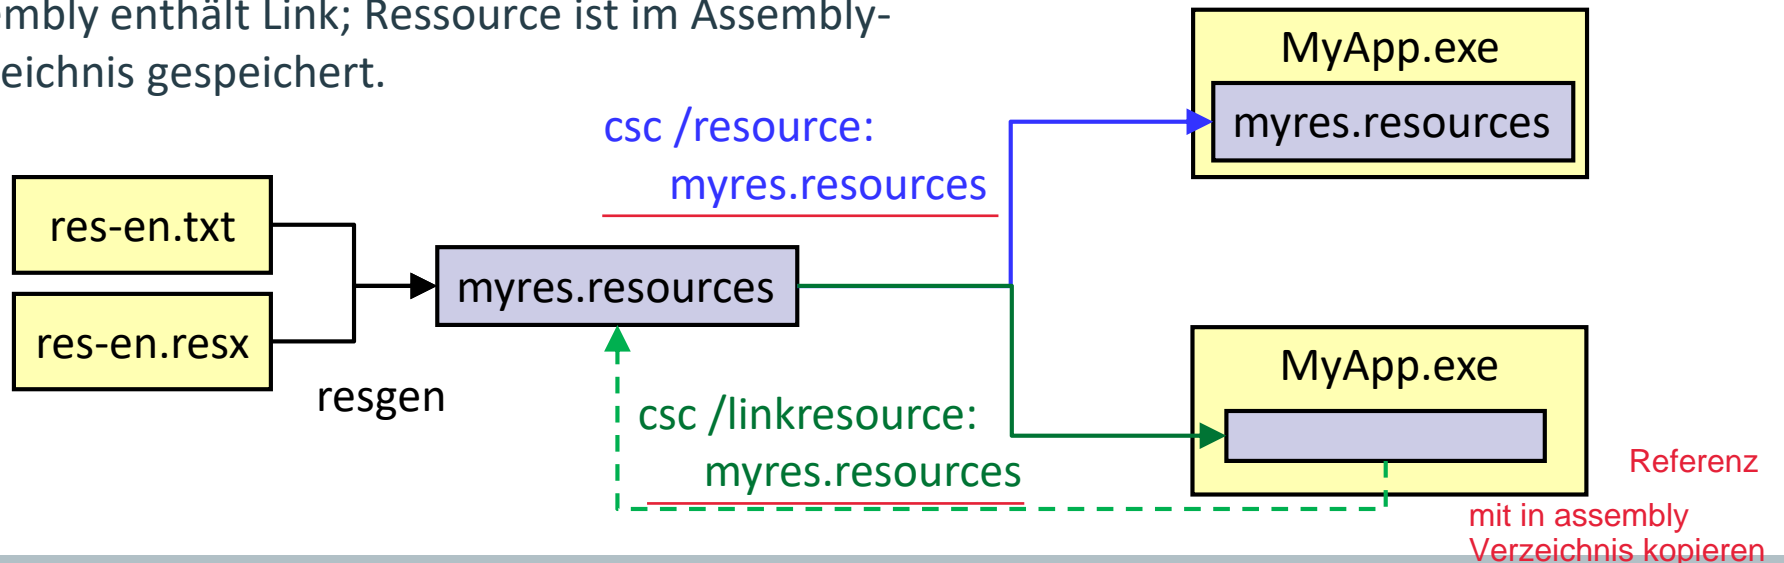 embly enthält Link; Ressource ist im Assembly-
eichnis gespeichert.
MyApp.exe
myres.resources
csc /resource:
myres.resources
res-en.txt
myres.resources
res-en.resx
resgen
csc /linkresource:
myres.resources
MyApp.exe
Referenz
mit in assembly
Verzeichnis kopieren